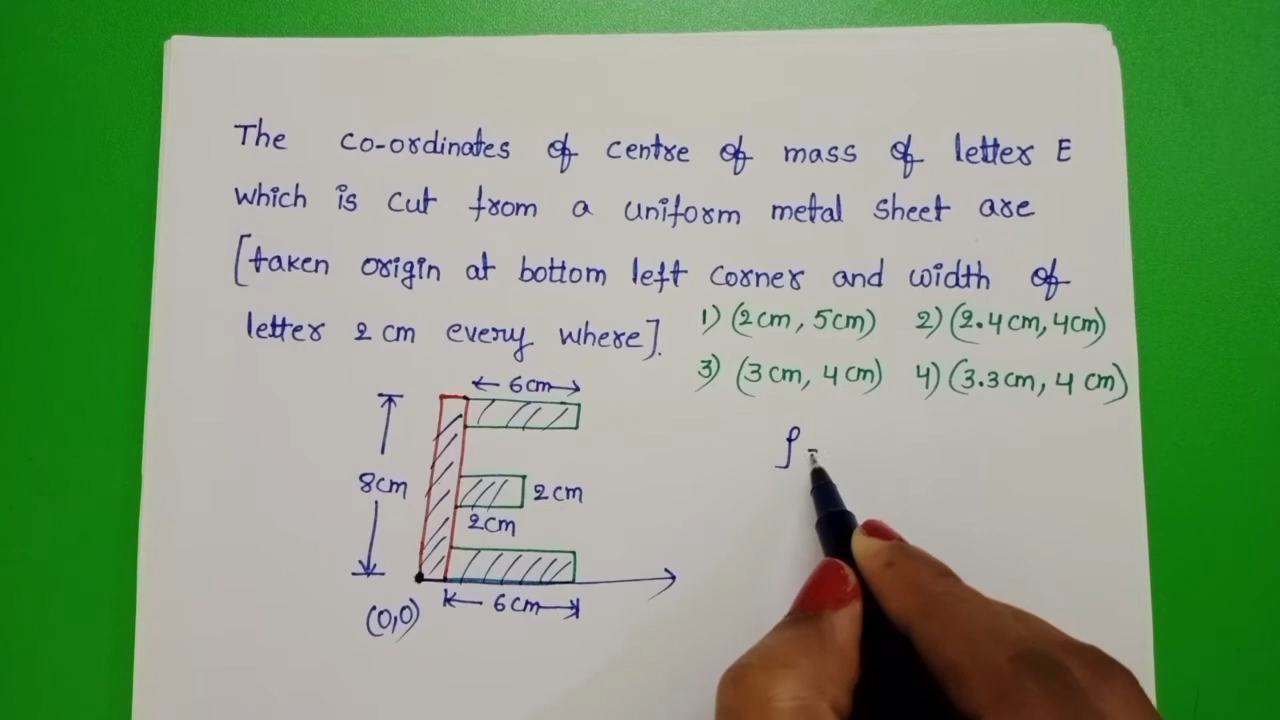 The co-ordinates of centre of mass of letter E
which is cut from a uniform metal sheet are
[taken origin at bottom left corner and width of
letter 2 cm every where].
1) (2cm, 5cm) 2) (2.4cm, 4cm)
3) (3cm, 4cm) 4) (3.3cm, 4 cm)
6cm
8cm
2cm
2cm
6cm
(0,0)
ρ =